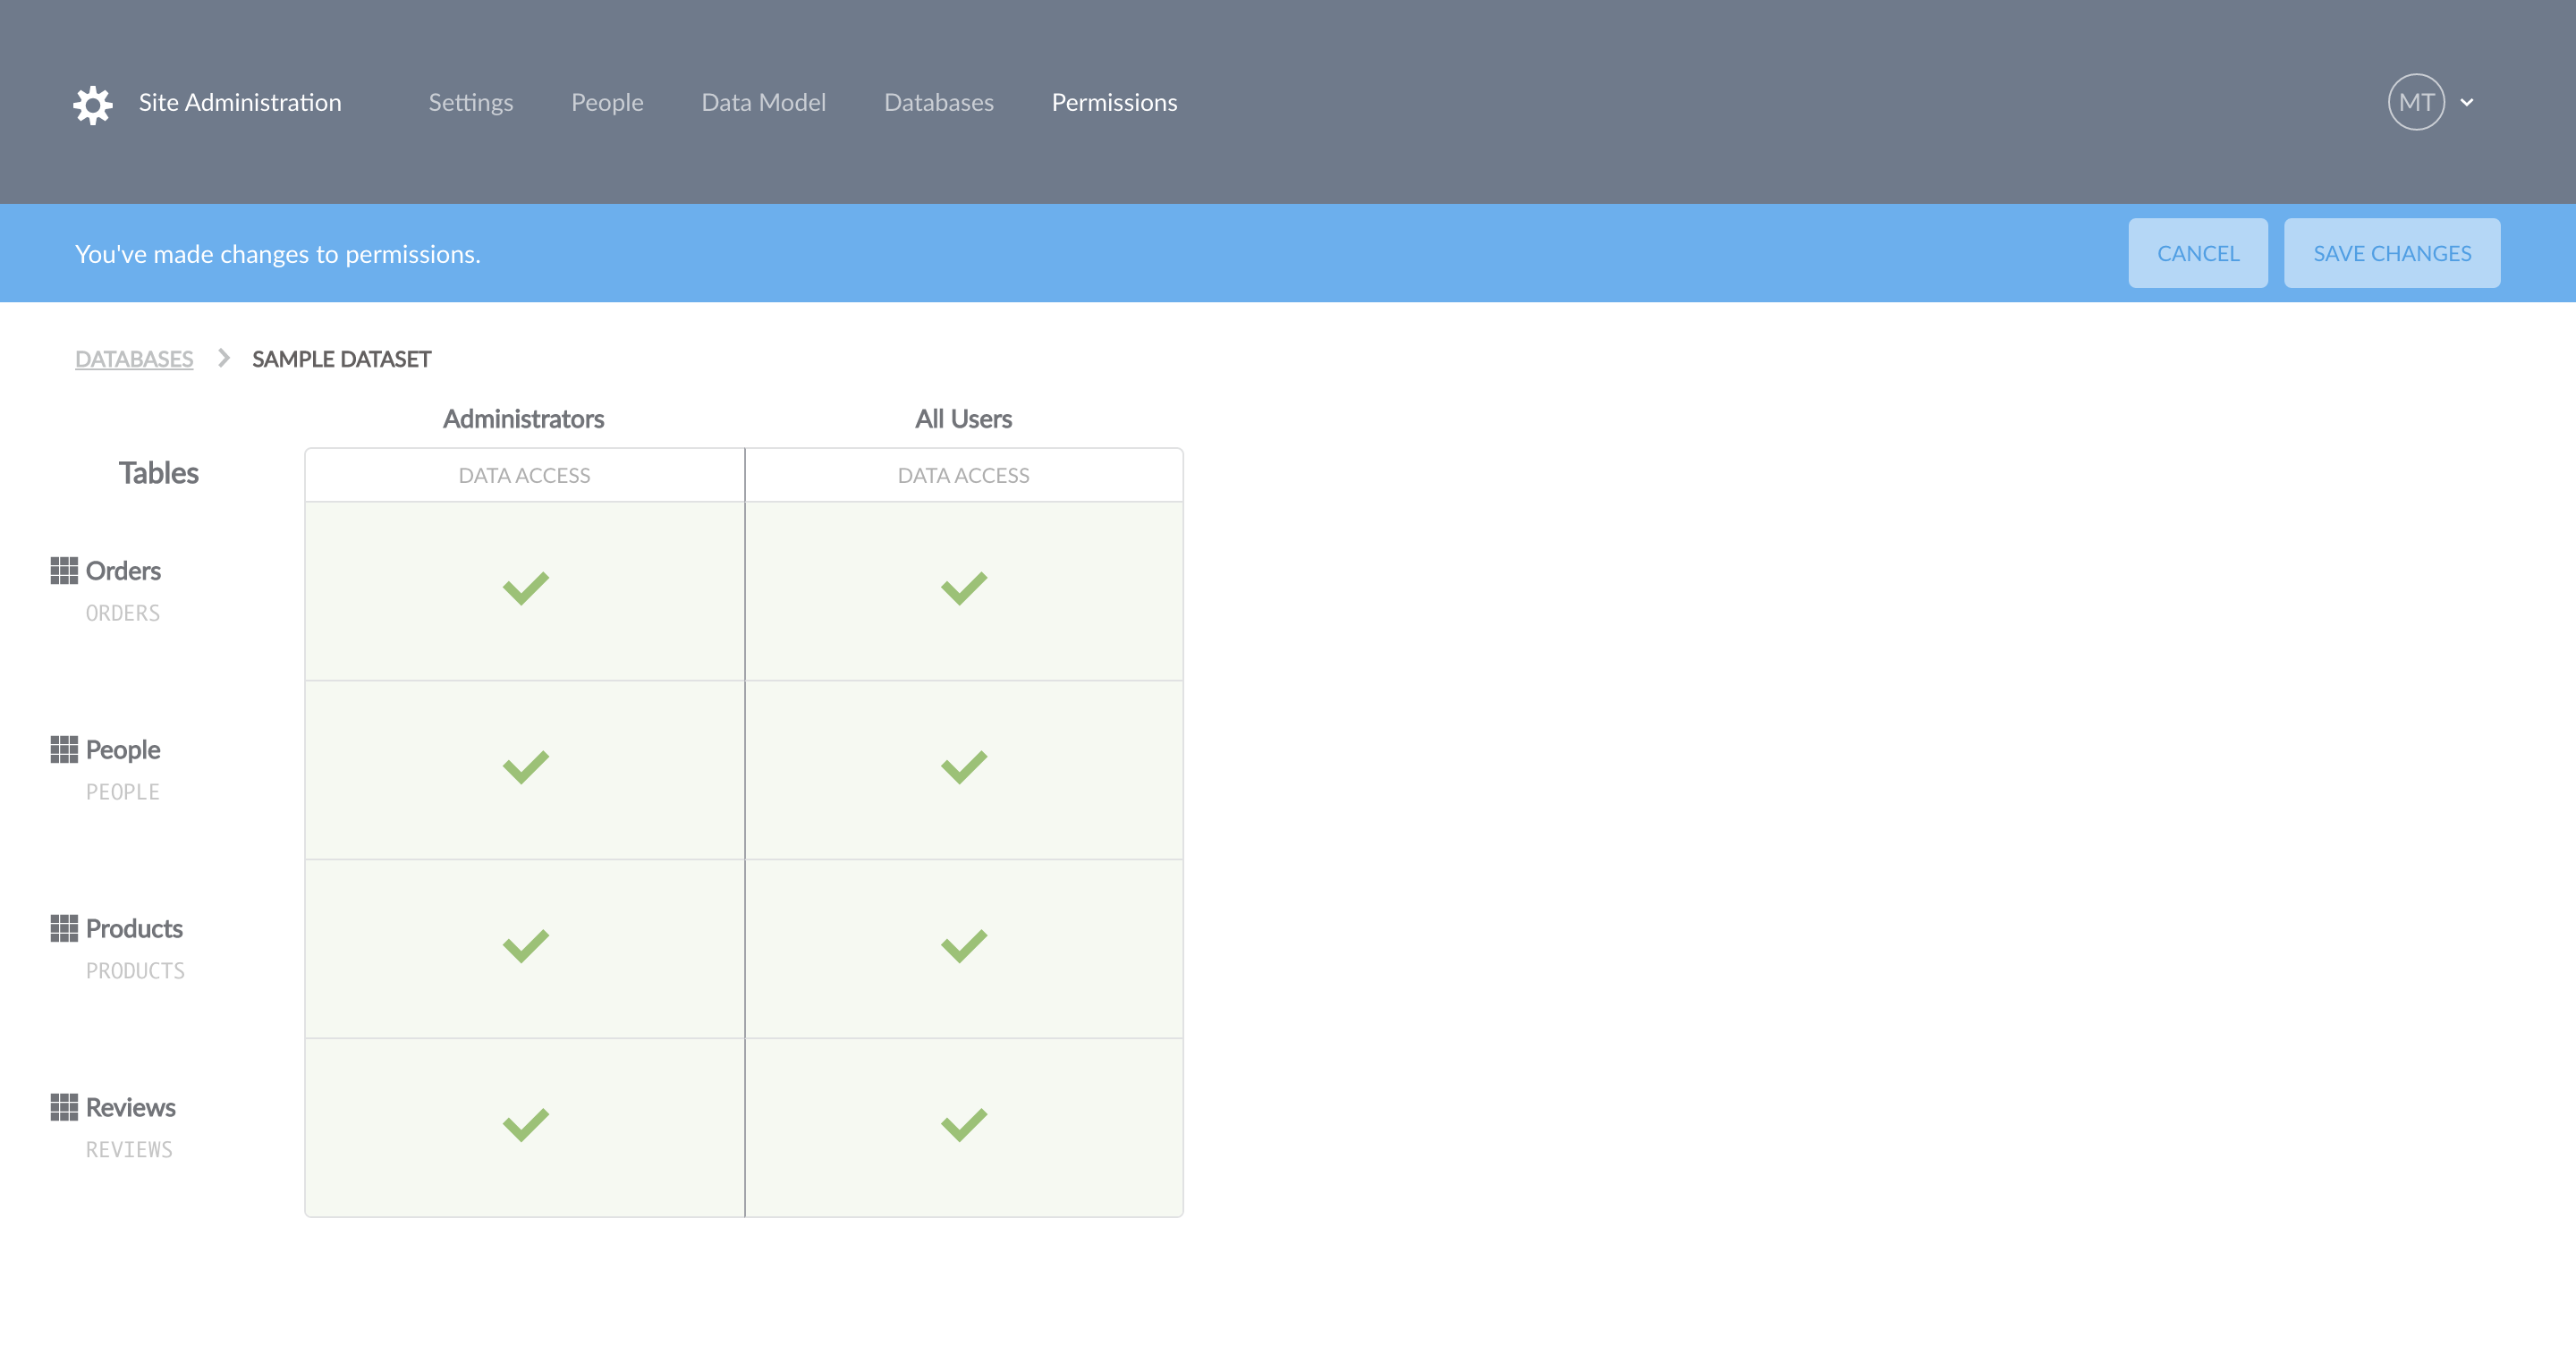 Site Administration Settings People Data Model Databases Permissions MT
You've made changes to permissions. CANCEL SAVE CHANGES
DATABASES SAMPLE DATASET
Administrators All Users
Tables DATA ACCESS DATA ACCESS
Orders
ORDERS
People
PEOPLE
Products
PRODUCTS
Reviews
REVIEWS